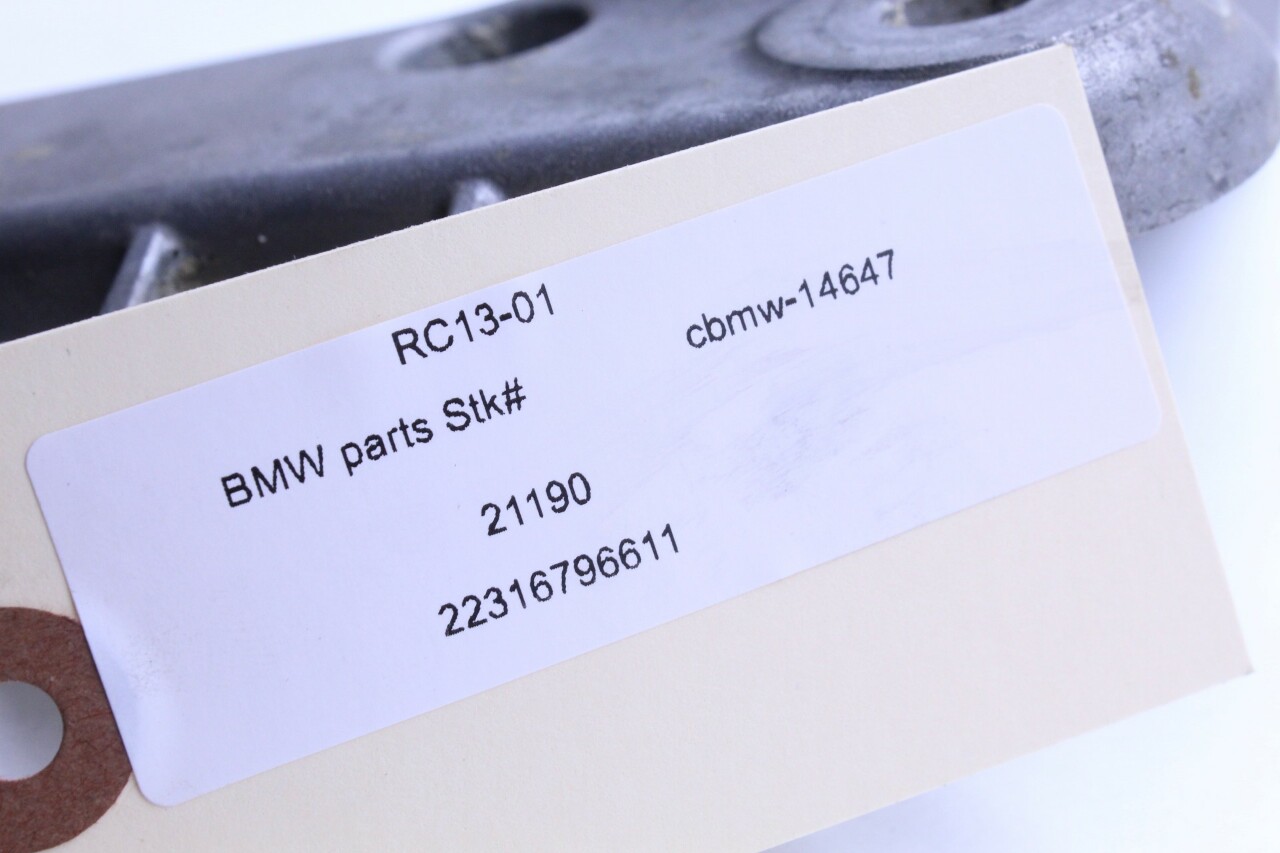 RC13-01 cbmw-14647
BMW parts Stk#
21190
22316796611